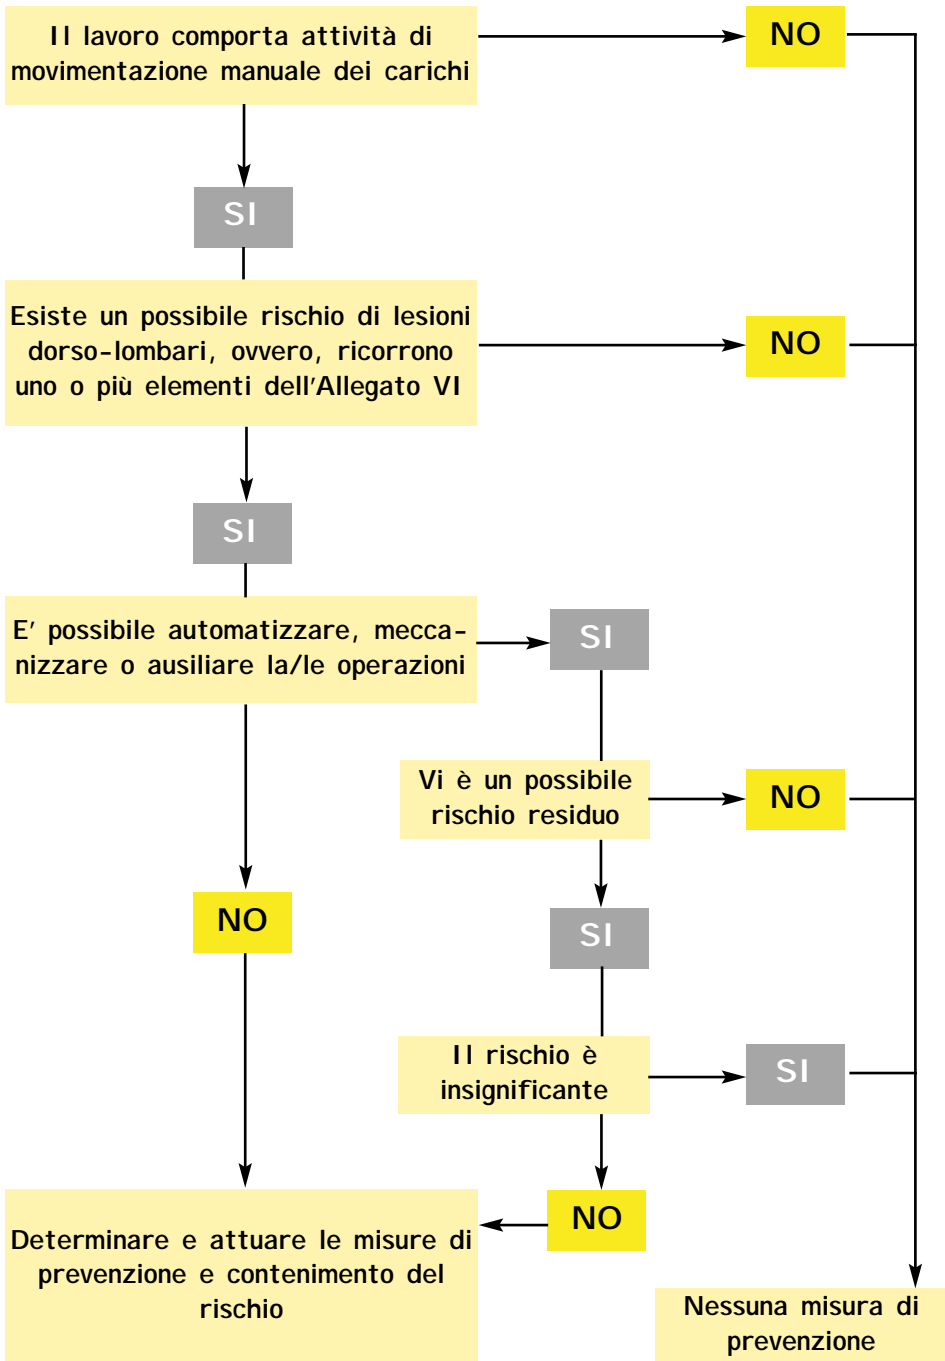 Il lavoro comporta attività di
movimentazione manuale dei carichi
NO
SI
Esiste un possibile rischio di lesioni
dorso-lombari, ovvero, ricorrono
uno o più elementi dell'Allegato VI
NO
SI
E' possibile automatizzare, mecca-
nizzare o ausiliare la/le operazioni
SI
Vi è un possibile
rischio residuo
NO
NO
SI
Il rischio è
insignificante
SI
NO
Determinare e attuare le misure di
prevenzione e contenimento del
rischio
Nessuna misura di
prevenzione